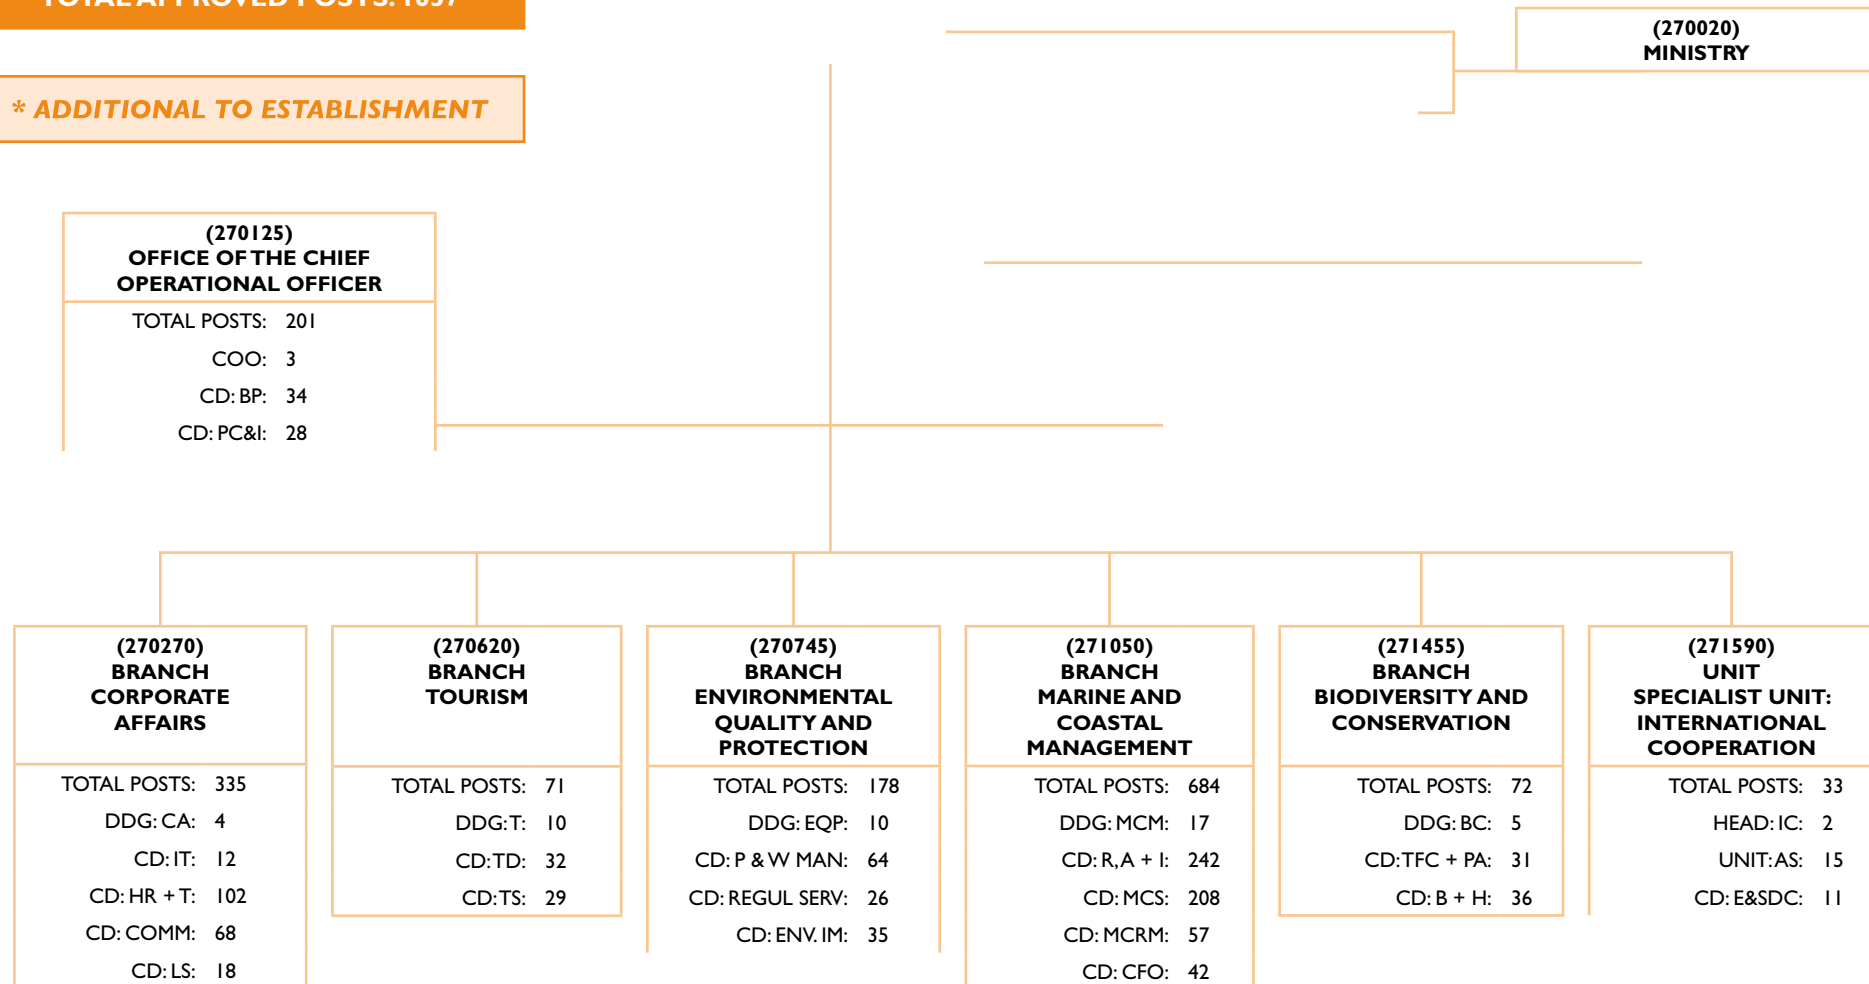 TOTAL APPROVED POSTS: 1637
(270020)
MINISTRY
* ADDITIONAL TO ESTABLISHMENT
(270125)
OFFICE OF THE CHIEF
OPERATIONAL OFFICER
TOTAL POSTS: 201
COO: 3
CD: BP: 34
CD: PC&I: 28
(270270)
BRANCH
CORPORATE
AFFAIRS
TOTAL POSTS: 335
DDG: CA: 4
CD: IT: 12
CD: HR + T: 102
CD: COMM: 68
CD: LS: 18
(270620)
BRANCH
TOURISM
TOTAL POSTS: 71
DDG: T: 10
CD: TD: 32
CD: TS: 29
(270745)
BRANCH
ENVIRONMENTAL
QUALITY AND
PROTECTION
TOTAL POSTS: 178
DDG: EQP: 10
CD: P & W MAN: 64
CD: REGUL SERV: 26
CD: ENV. IM: 35
(271050)
BRANCH
MARINE AND
COASTAL
MANAGEMENT
TOTAL POSTS: 684
DDG: MCM: 17
CD: R, A + I: 242
CD: MCS: 208
CD: MCRM: 57
CD: CFO: 42
(271455)
BRANCH
BIODIVERSITY AND
CONSERVATION
TOTAL POSTS: 72
DDG: BC: 5
CD: TFC + PA: 31
CD: B + H: 36
(271590)
UNIT
SPECIALIST UNIT:
INTERNATIONAL
COOPERATION
TOTAL POSTS: 33
HEAD: IC: 2
UNIT: AS: 15
CD: E&SDC: 11